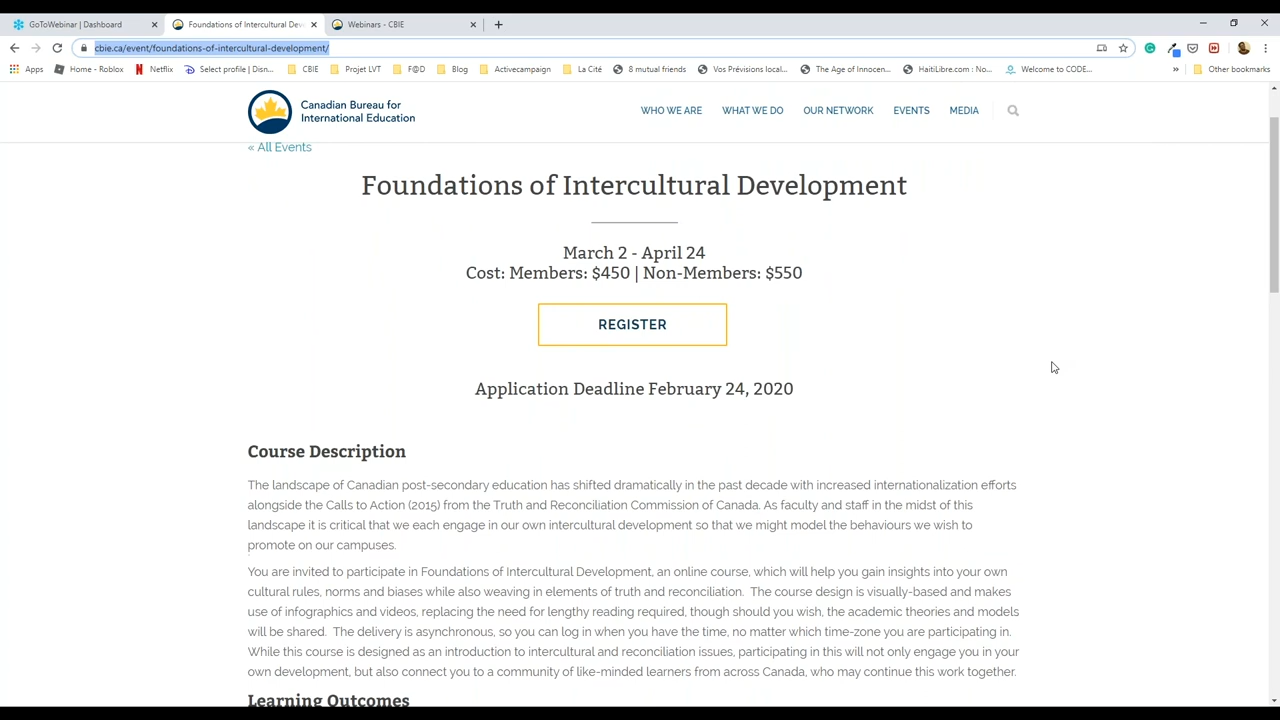 GoToWebinar | Dashboard
Foundations of Intercultural Dev
Webinars - CBIE
cbie.ca/event/foundations-of-intercultural-development/
Apps
Home - Roblox
Netflix
Select profile | Disn...
CBIE
Projet LVT
F@D
Blog
Activecampaign
La Cité
8 mutual friends
Vos Prévisions local...
The Age of Innocen...
HaitiLibre.com : No...
Welcome to CODE...
»
Other bookmarks
Canadian Bureau for
International Education
WHO WE ARE
WHAT WE DO
OUR NETWORK
EVENTS
MEDIA
« All Events
Foundations of Intercultural Development
March 2 - April 24
Cost: Members: $450 | Non-Members: $550
REGISTER
Application Deadline February 24, 2020
Course Description
The landscape of Canadian post-secondary education has shifted dramatically in the past decade with increased internationalization efforts
alongside the Calls to Action (2015) from the Truth and Reconciliation Commission of Canada. As faculty and staff in the midst of this
landscape it is critical that we each engage in our own intercultural development so that we might model the behaviours we wish to
promote on our campuses.
You are invited to participate in Foundations of Intercultural Development, an online course, which will help you gain insights into your own
cultural rules, norms and biases while also weaving in elements of truth and reconciliation. The course design is visually-based and makes
use of infographics and videos, replacing the need for lengthy reading required, though should you wish, the academic theories and models
will be shared. The delivery is asynchronous, so you can log in when you have the time, no matter which time-zone you are participating in.
While this course is designed as an introduction to intercultural and reconciliation issues, participating in this will not only engage you in your
own development, but also connect you to a community of like-minded learners from across Canada, who may continue this work together.
Learning Outcomes